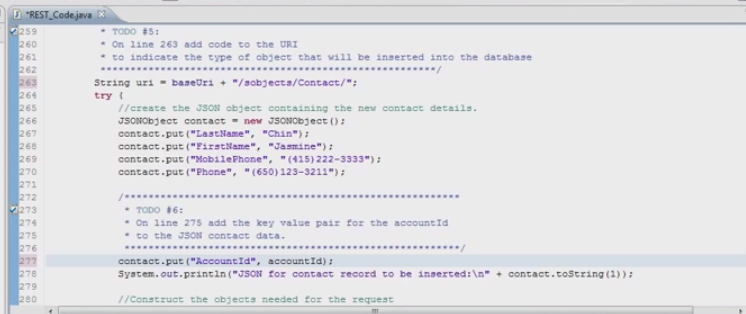 *REST_Code.java
259 * TODO #5:
260 * On line 263 add code to the URI
261 * to indicate the type of object that will be inserted into the database
262 *********************************************************/
263 String uri = baseUri + "/sobjects/Contact/";
264 try {
265 //create the JSON object containing the new contact details.
266 JSONObject contact = new JSONObject();
267 contact.put("LastName", "Chin");
268 contact.put("FirstName", "Jasmine");
269 contact.put("MobilePhone", "(415)222-3333");
270 contact.put("Phone", "(650)123-3211");
271
272 /*********************************************************
273 * TODO #6:
274 * On line 275 add the key value pair for the accountId
275 * to the JSON contact data.
276 *********************************************************/
277 contact.put("AccountId", accountId);
278 System.out.println("JSON for contact record to be inserted:\n" + contact.toString(1));
279
280 //Construct the objects needed for the request